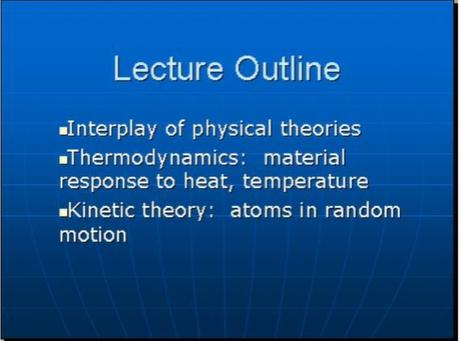 Lecture Outline
▪Interplay of physical theories
▪Thermodynamics:  material
response to heat, temperature
▪Kinetic theory:  atoms in random
motion